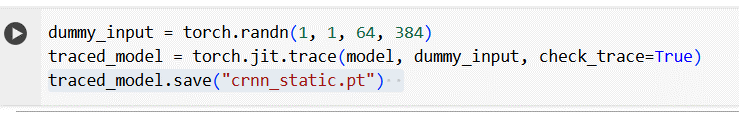 dummy_input = torch.randn(1, 1, 64, 384)
traced_model = torch.jit.trace(model, dummy_input, check_trace=True)
traced_model.save("crnn_static.pt")